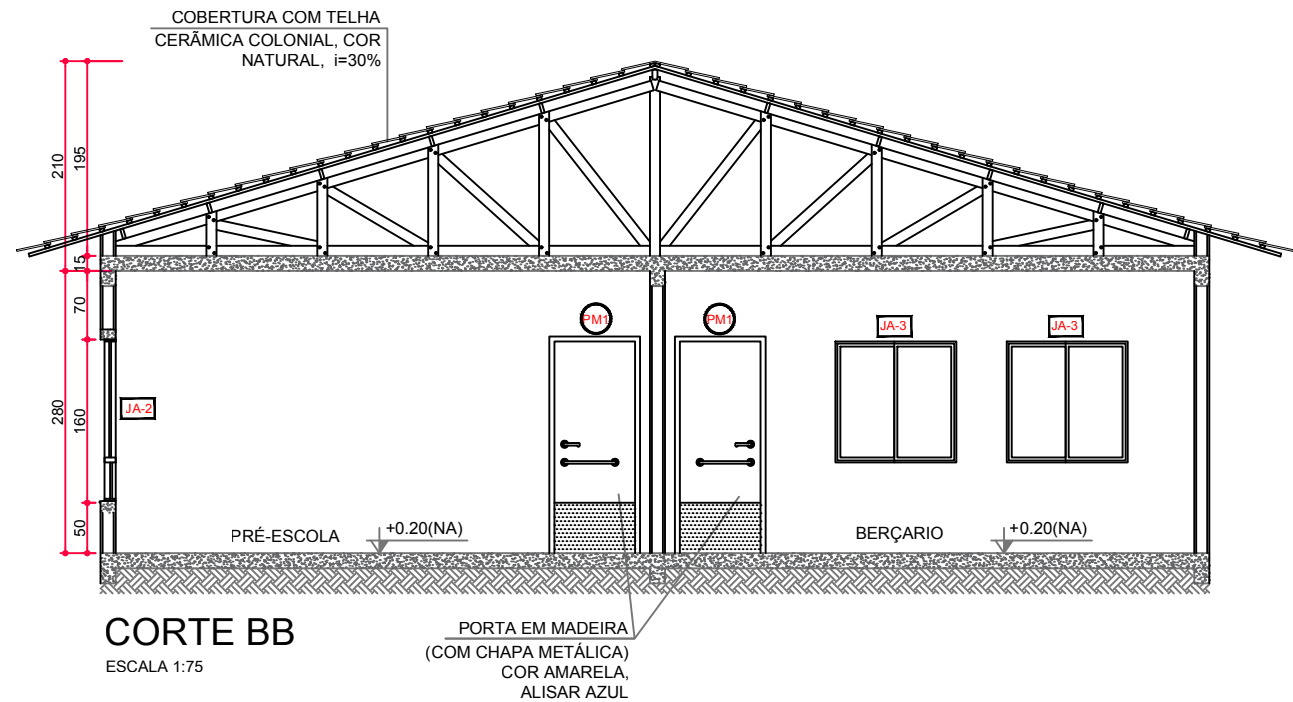 COBERTURA COM TELHA
CERÃMICA COLONIAL, COR
NATURAL, i=30%
210
195
15
70
280
160
50
PM1
PM1
JA-3
JA-3
JA-2
PRÉ-ESCOLA
+0.20(NA)
BERÇARIO
+0.20(NA)
CORTE BB
ESCALA 1:75
PORTA EM MADEIRA
(COM CHAPA METÁLICA)
COR AMARELA,
ALISAR AZUL